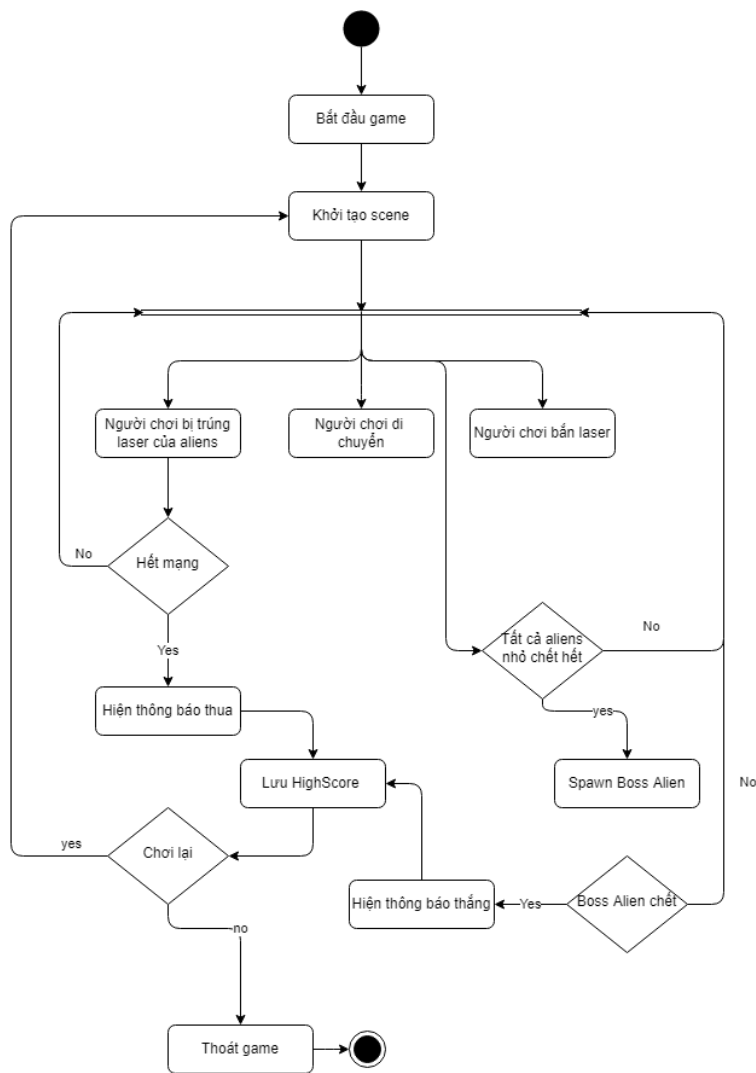 Bắt đầu game
Khởi tạo scene
Người chơi bị trúng
laser của aliens
Người chơi di
chuyển
Người chơi bắn laser
No
Hết mạng
Tất cả aliens
nhỏ chết hết
No
Yes
Hiện thông báo thua
yes
Lưu HighScore
Spawn Boss Alien
No
yes
Chơi lại
Hiện thông báo thắng
Yes
Boss Alien chết
no
Thoát game